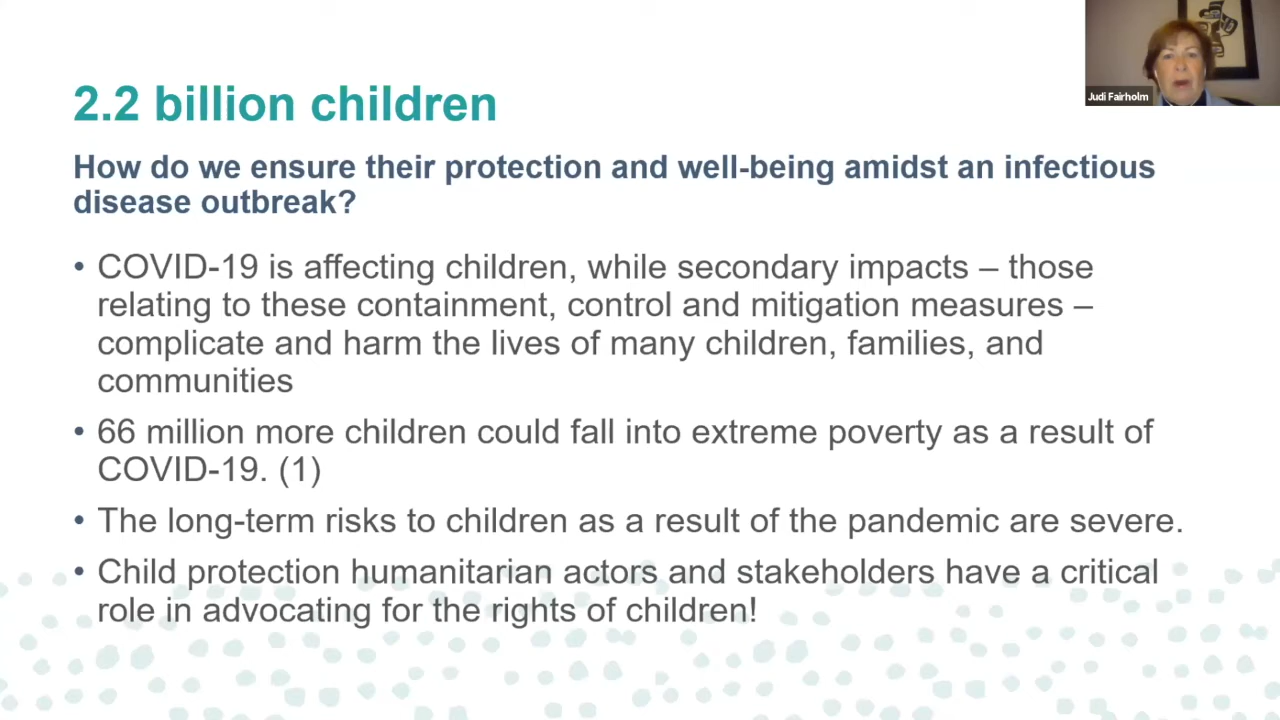 2.2 billion children
How do we ensure their protection and well-being amidst an infectious
disease outbreak?
• COVID-19 is affecting children, while secondary impacts – those
relating to these containment, control and mitigation measures –
complicate and harm the lives of many children, families, and
communities
• 66 million more children could fall into extreme poverty as a result of
COVID-19. (1)
• The long-term risks to children as a result of the pandemic are severe.
• Child protection humanitarian actors and stakeholders have a critical
role in advocating for the rights of children!
Judi Fairholm